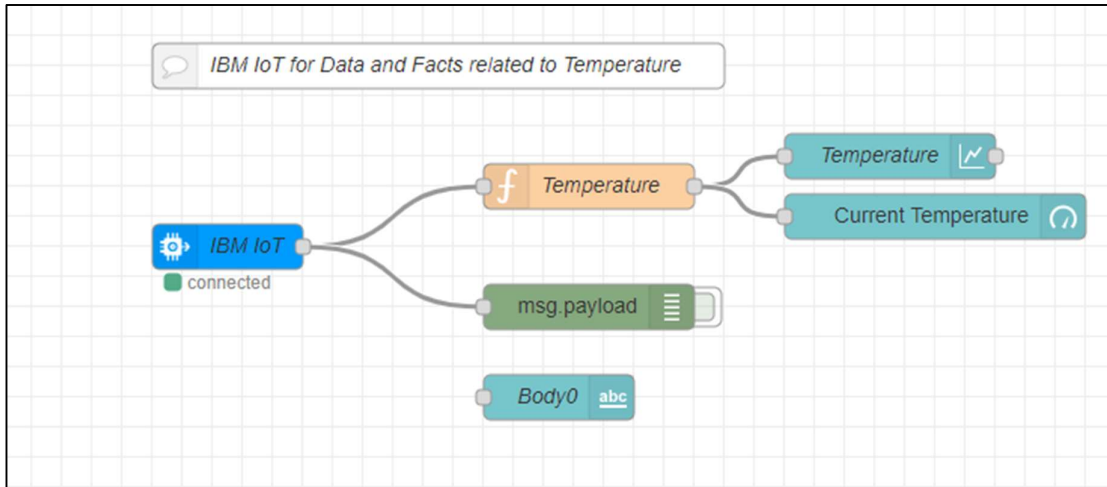 IBM IoT for Data and Facts related to Temperature
Temperature
Temperature
Current Temperature
IBM IoT
connected
msg.payload
Body0
abc